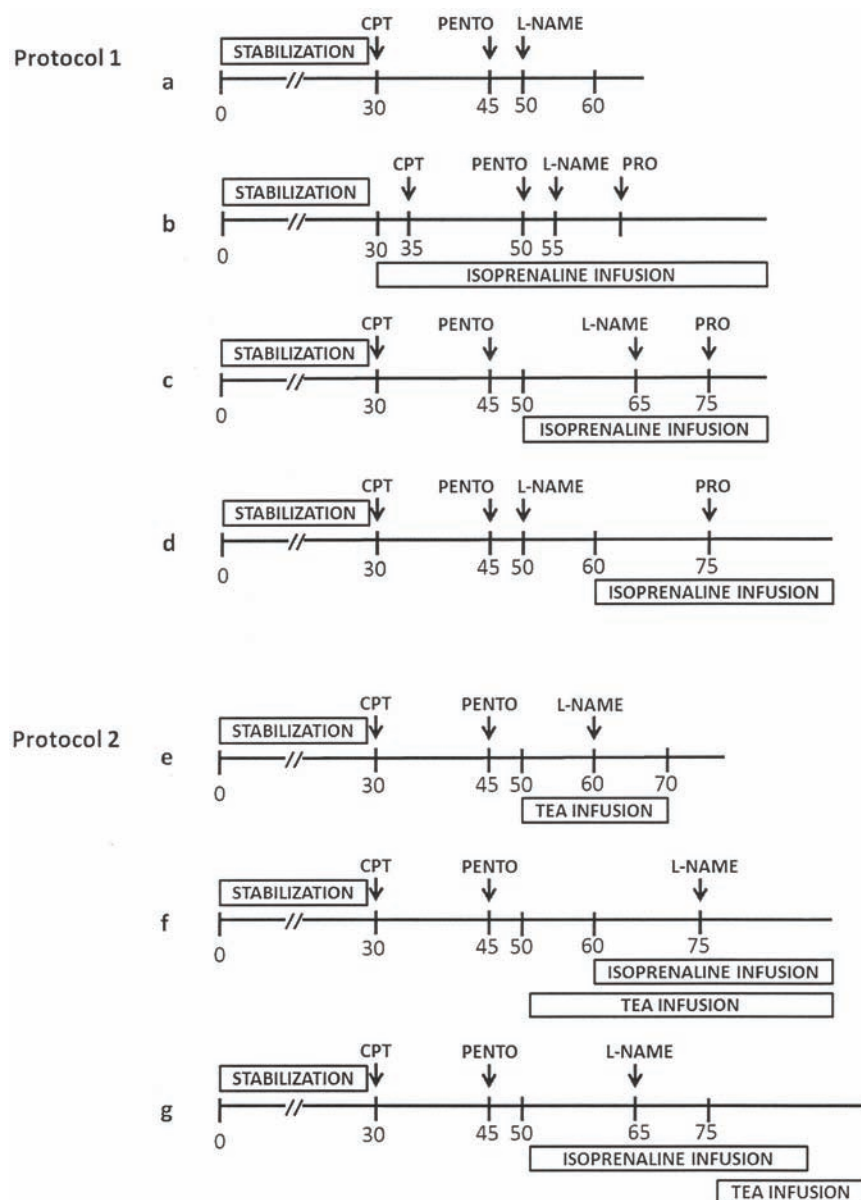 Protocol 1
CPT PENTO L-NAME
STABILIZATION
a
0 // 30 45 50 60
CPT PENTO L-NAME PRO
STABILIZATION
b
0 // 30 35 50 55
ISOPRENALINE INFUSION
CPT PENTO L-NAME PRO
STABILIZATION
c
0 // 30 45 50 65 75
ISOPRENALINE INFUSION
CPT PENTO L-NAME PRO
STABILIZATION
d
0 // 30 45 50 60 75
ISOPRENALINE INFUSION
Protocol 2
CPT PENTO L-NAME
STABILIZATION
e
0 // 30 45 50 60 70
TEA INFUSION
CPT PENTO L-NAME
STABILIZATION
f
0 // 30 45 50 60 75
ISOPRENALINE INFUSION
TEA INFUSION
CPT PENTO L-NAME
STABILIZATION
g
0 // 30 45 50 65 75
ISOPRENALINE INFUSION
TEA INFUSION